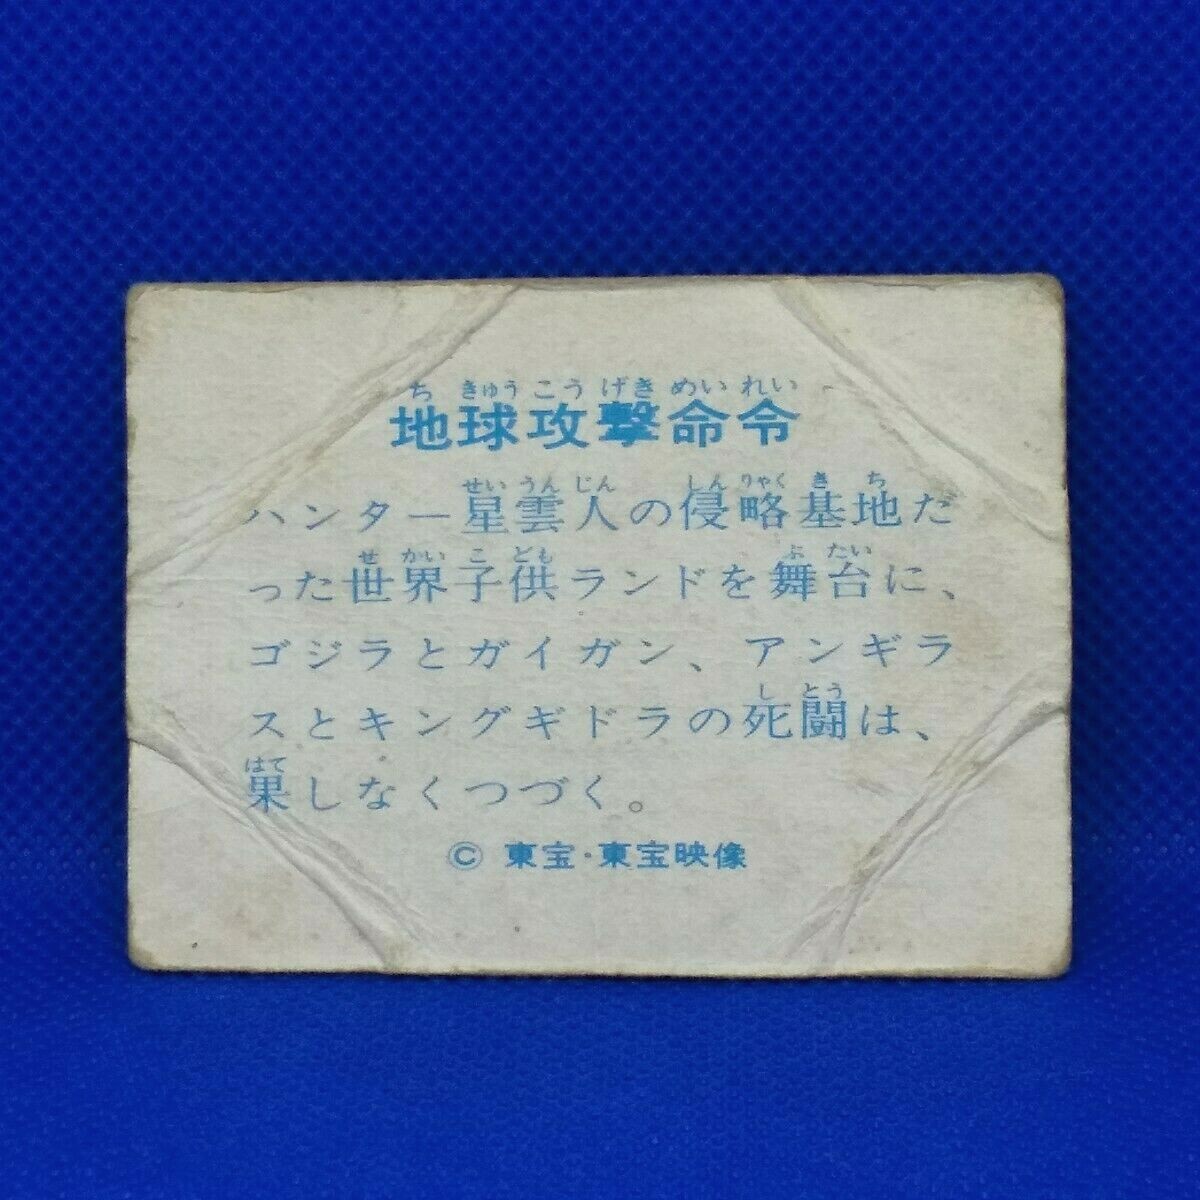 ち きゅう こう げき めい れい
地球攻撃命令
せい うん じん しん りゃく き ち
ハンター星雲人の侵略基地だ
せ かい こ ども ぶ たい
った世界子供ランドを舞台に、
ゴジラとガイガン、アンギラ
し とう
スとキングギドラの死闘は、
はて
果しなくつづく。
© 東宝・東宝映像